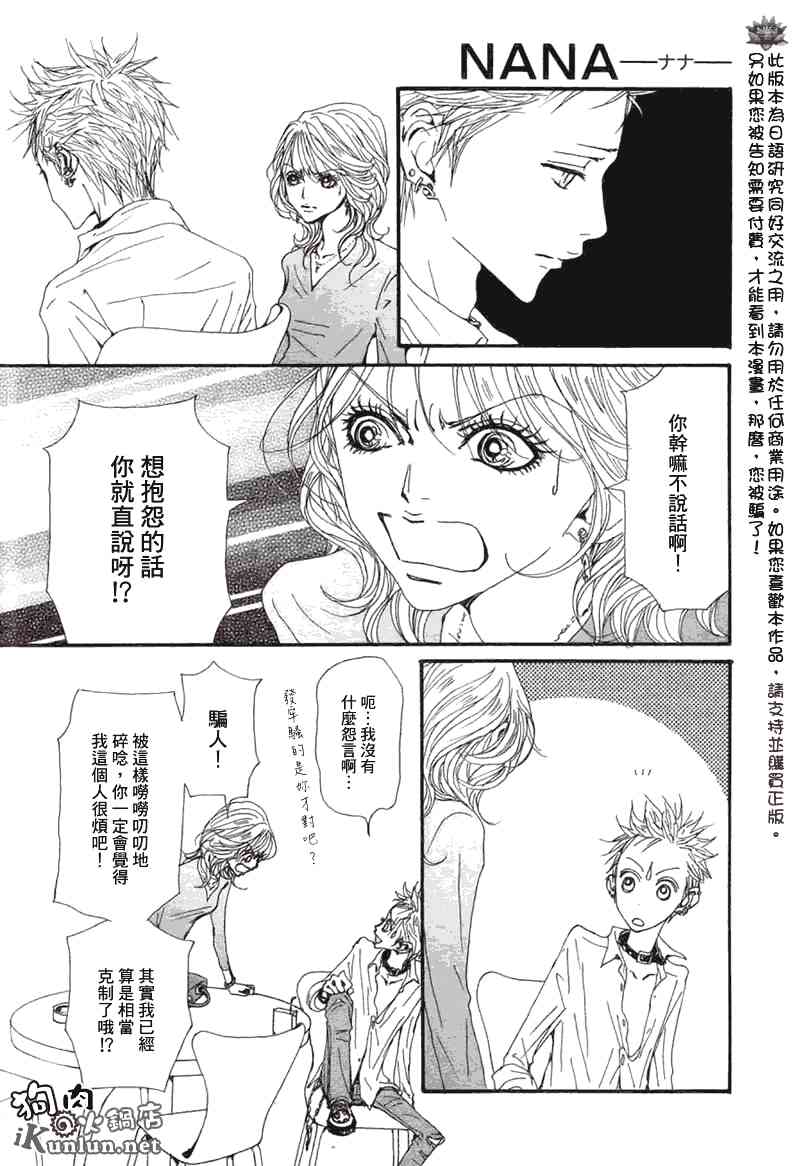 NANA—ナナ—
此版本為日語研究同好交流之用，請勿用於任何商業用途。如果您喜歡本作品，請支持並購買正版。
另如果您被告知需要付費，才能看到本漫畫，那麼，您被騙了！
你幹嘛不說話啊！
想抱怨的話
你就直說呀!?
呃…我沒有
什麼怨言啊…
發牢騷的是妳才對吧？
騙人！
被這樣嘮嘮叨叨地
碎唸，你一定會覺得
我這個人很煩吧！
其實我已經
算是相當
克制了哦!?
狗肉火鍋店
iKunlun.net